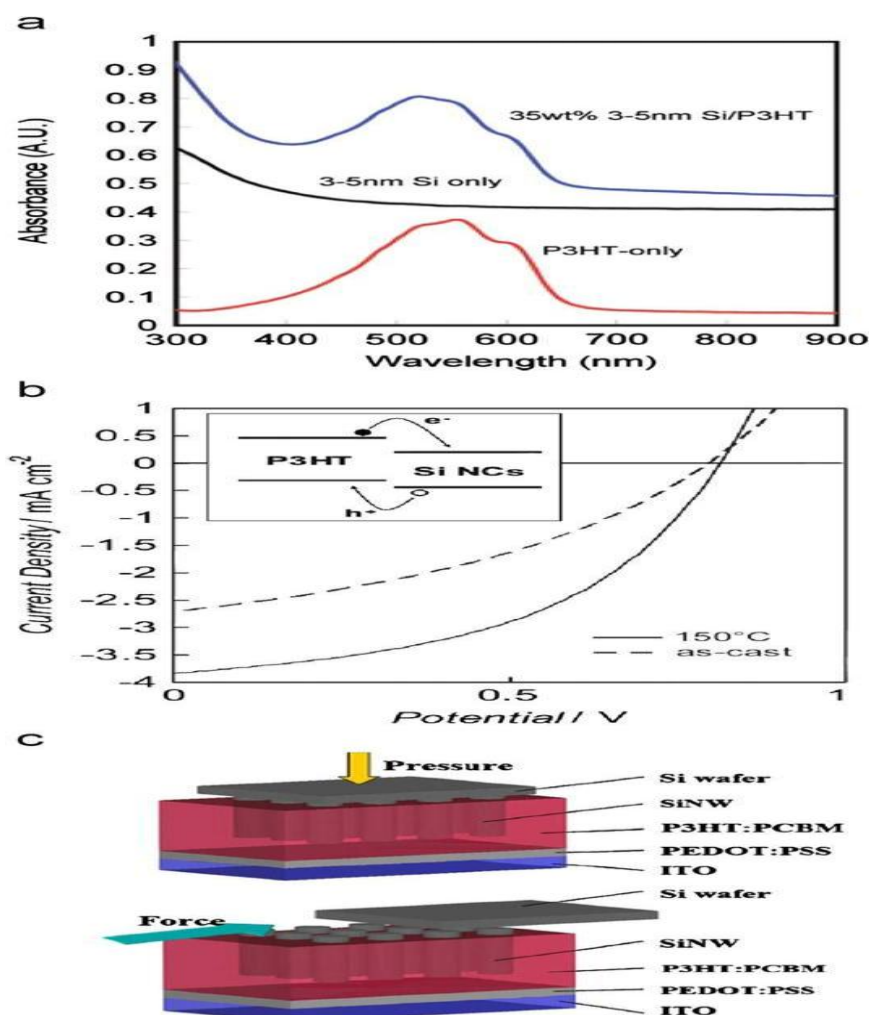 a
1
0.9
0.8
0.7
0.6
0.5
0.4
0.3
0.2
0.1
0
Absorbance (A.U.)
35wt% 3-5nm Si/P3HT
3-5nm Si only
P3HT-only
300 400 500 600 700 800 900
Wavelength (nm)
b
1
0.5
0
-0.5
-1
-1.5
-2
-2.5
-3
-3.5
-4
Current Density / mA cm-2
e-
P3HT
Si NCs
h+
150°C
as-cast
0 0.5 1
Potential / V
c
Pressure
Si wafer
SiNW
P3HT:PCBM
PEDOT:PSS
ITO
Si wafer
Force
SiNW
P3HT:PCBM
PEDOT:PSS
ITO